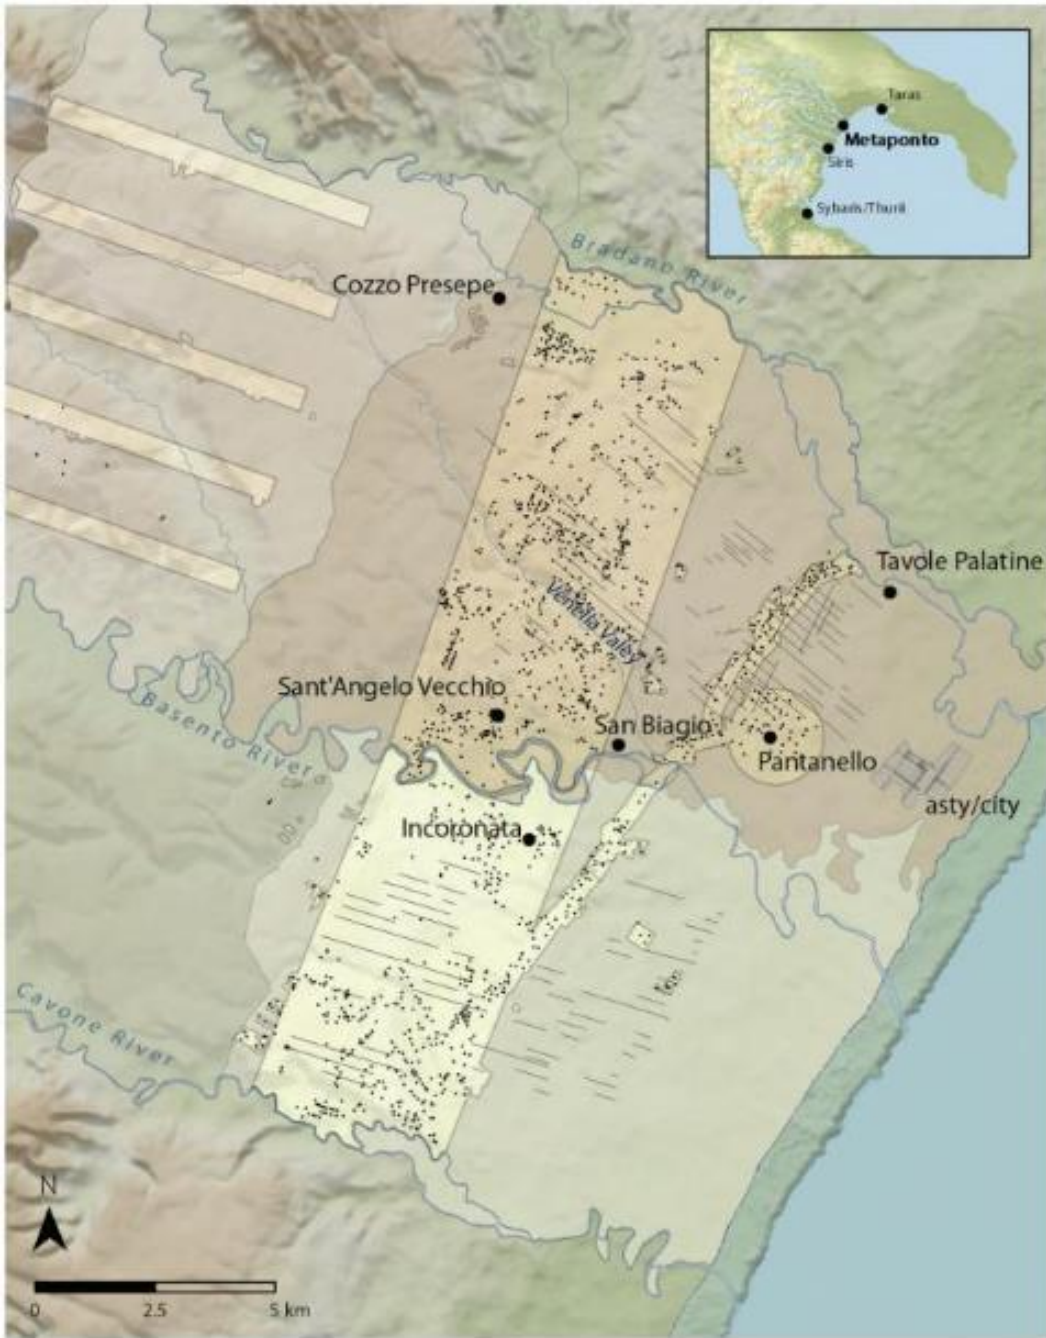 Taras
Metaponto
Siris
Sybaris/Thurii
Bradano River
Cozzo Presepe
Tavole Palatine
Venella Valley
Sant'Angelo Vecchio
San Biagio
Basento River
Pantanello
asty/city
Incoronata
Cavone River
N
0 2.5 5 km